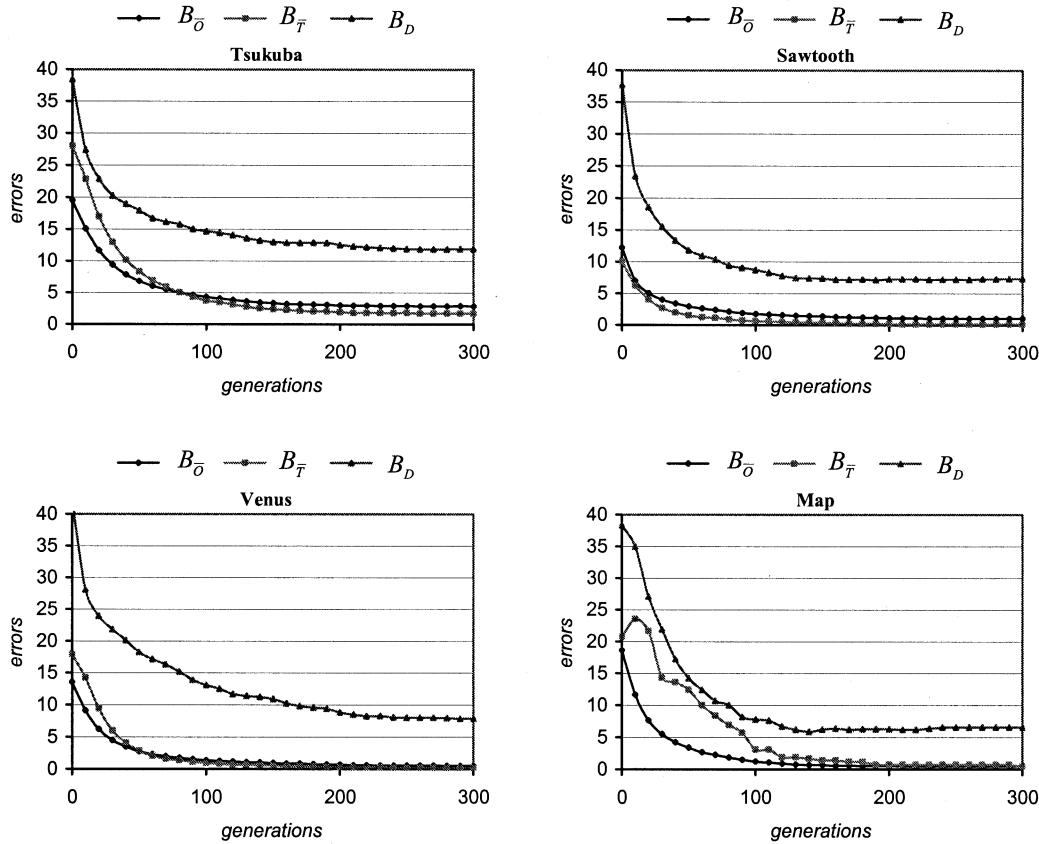 B_Ō B_T̄ B_D
Tsukuba
40
35
30
25
20
15
10
5
0
errors
0 100 200 300
generations
B_Ō B_T̄ B_D
Sawtooth
40
35
30
25
20
15
10
5
0
errors
0 100 200 300
generations
B_Ō B_T̄ B_D
Venus
40
35
30
25
20
15
10
5
0
errors
0 100 200 300
generations
B_Ō B_T̄ B_D
Map
40
35
30
25
20
15
10
5
0
errors
0 100 200 300
generations